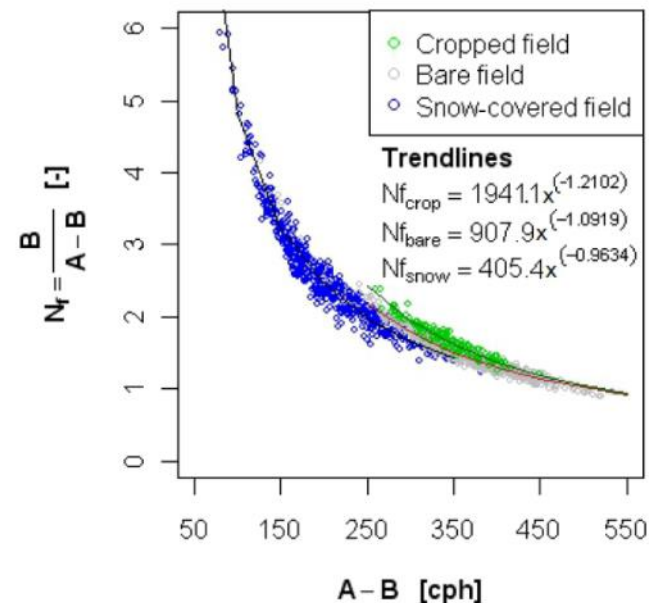 Cropped field
Bare field
Snow-covered field
Trendlines
Nf_crop = 1941.1x^(-1.2102)
Nf_bare = 907.9x^(-1.0919)
Nf_snow = 405.4x^(-0.9634)
N_f = B / (A - B) [-]
6
5
4
3
2
1
0
50 150 250 350 450 550
A - B [cph]